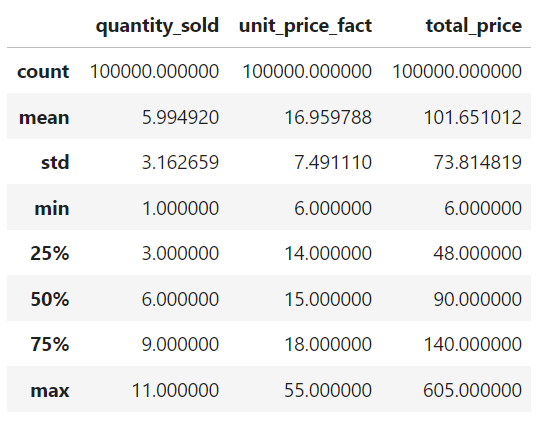 quantity_sold unit_price_fact total_price
count 100000.000000 100000.000000 100000.000000
mean 5.994920 16.959788 101.651012
std 3.162659 7.491110 73.814819
min 1.000000 6.000000 6.000000
25% 3.000000 14.000000 48.000000
50% 6.000000 15.000000 90.000000
75% 9.000000 18.000000 140.000000
max 11.000000 55.000000 605.000000